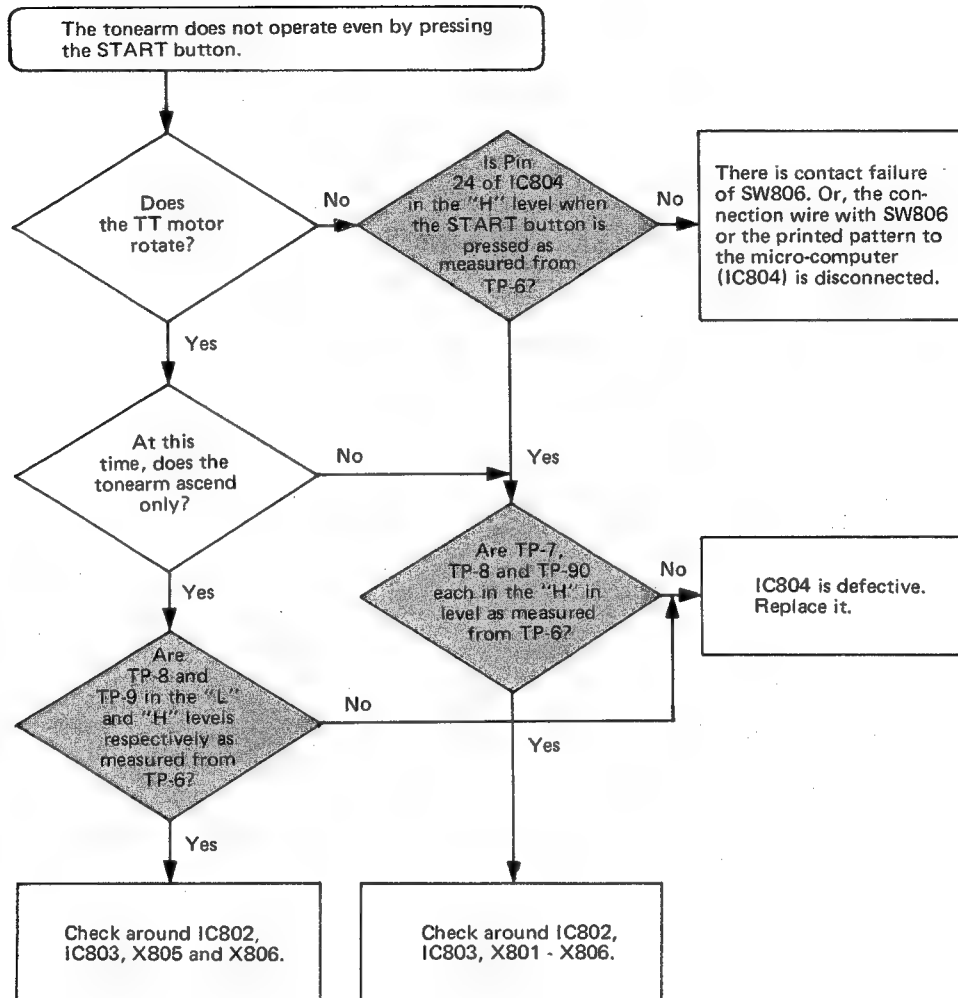 The tonearm does not operate even by pressing
the START button.
Does
the TT motor
rotate?
No
Is Pin
24 of IC804
in the "H" level when
the START button is
pressed as
measured from
TP-6?
No
There is contact failure
of SW806. Or, the con-
nection wire with SW806
or the printed pattern to
the micro-computer
(IC804) is disconnected.
Yes
At this
time, does the
tonearm ascend
only?
No
Yes
Are TP-7,
TP-8 and TP-90
each in the "H" in
level as measured
from TP-6?
No
IC804 is defective.
Replace it.
Yes
Are
TP-8 and
TP-9 in the "L"
and "H" levels
respectively as
measured from
TP-6?
No
Yes
Yes
Check around IC802,
IC803, X805 and X806.
Check around IC802,
IC803, X801 - X806.